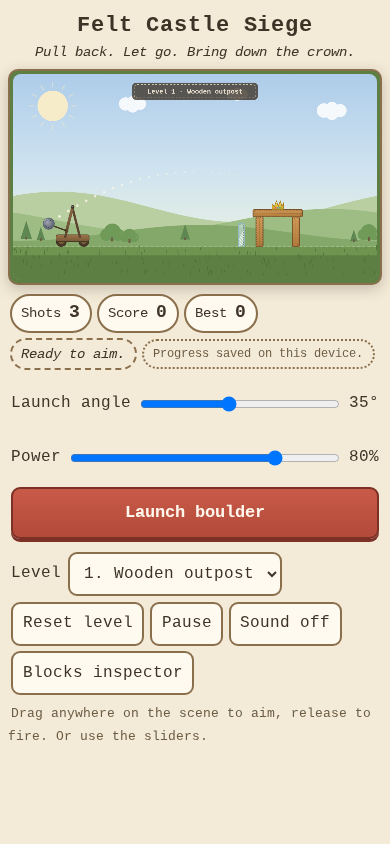 Felt Castle Siege
Pull back. Let go. Bring down the crown.
Level 1 - Wooden outpost
Shots 3 Score 0 Best 0
Ready to aim. Progress saved on this device.
Launch angle 35°
Power 80%
Launch boulder
Level 1. Wooden outpost
Reset level Pause Sound off
Blocks inspector
Drag anywhere on the scene to aim, release to
fire. Or use the sliders.